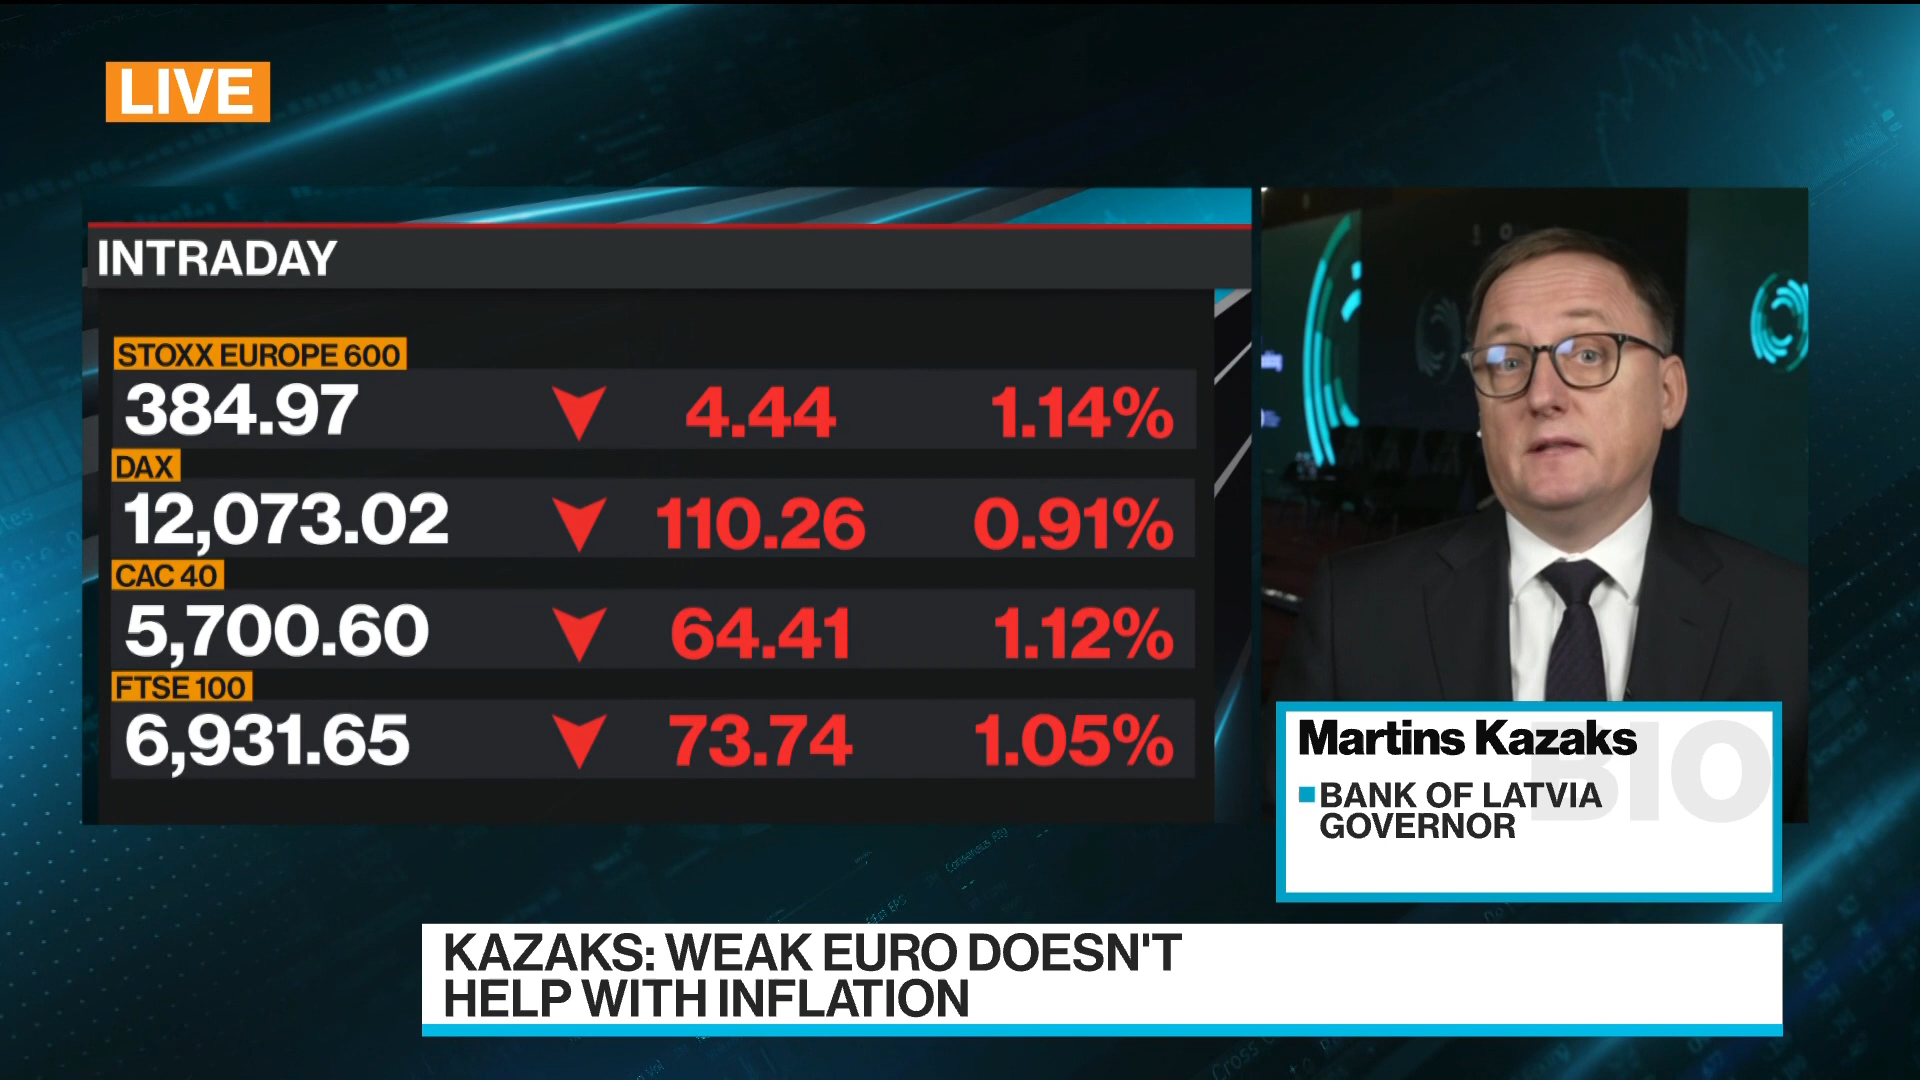 LIVE
INTRADAY
STOXX EUROPE 600
384.97 4.44 1.14%
DAX
12,073.02 110.26 0.91%
CAC 40
5,700.60 64.41 1.12%
FTSE 100
6,931.65 73.74 1.05%
BIO
Martins Kazaks
BANK OF LATVIA
GOVERNOR
KAZAKS: WEAK EURO DOESN'T
HELP WITH INFLATION